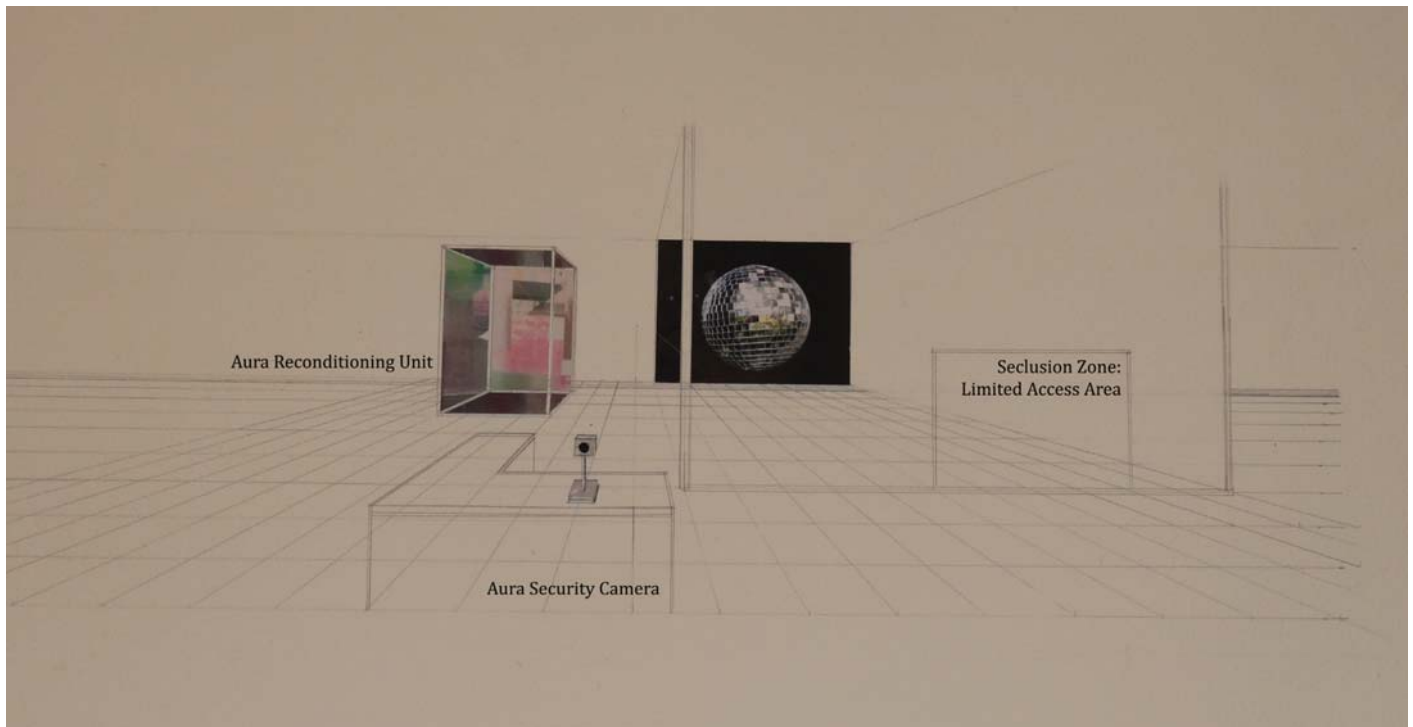 Aura Reconditioning Unit
Seclusion Zone:
Limited Access Area
Aura Security Camera